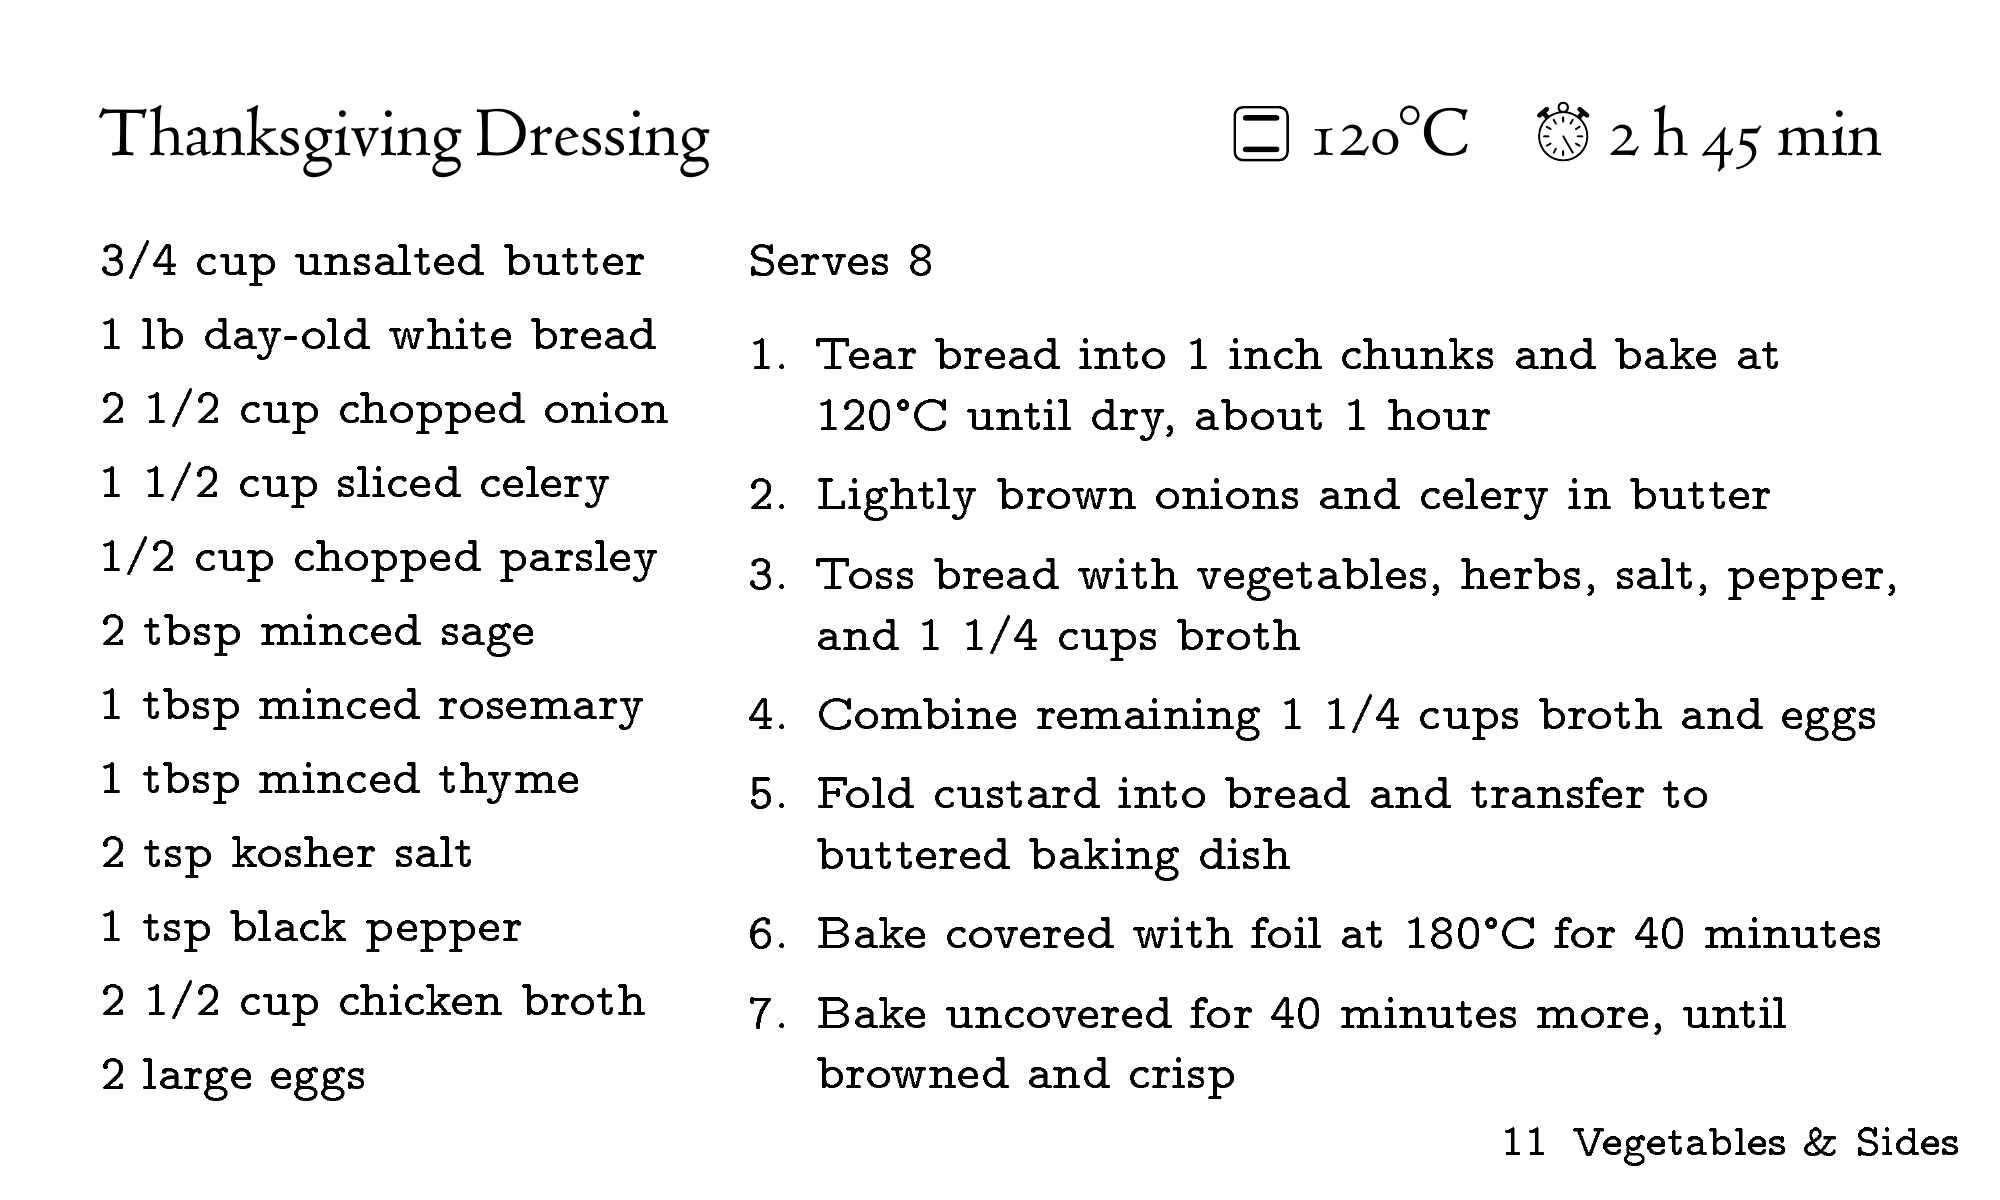 Thanksgiving Dressing
120°C 2 h 45 min
3/4 cup unsalted butter
1 lb day-old white bread
2 1/2 cup chopped onion
1 1/2 cup sliced celery
1/2 cup chopped parsley
2 tbsp minced sage
1 tbsp minced rosemary
1 tbsp minced thyme
2 tsp kosher salt
1 tsp black pepper
2 1/2 cup chicken broth
2 large eggs
Serves 8
1. Tear bread into 1 inch chunks and bake at
120°C until dry, about 1 hour
2. Lightly brown onions and celery in butter
3. Toss bread with vegetables, herbs, salt, pepper,
and 1 1/4 cups broth
4. Combine remaining 1 1/4 cups broth and eggs
5. Fold custard into bread and transfer to
buttered baking dish
6. Bake covered with foil at 180°C for 40 minutes
7. Bake uncovered for 40 minutes more, until
browned and crisp
11 Vegetables & Sides